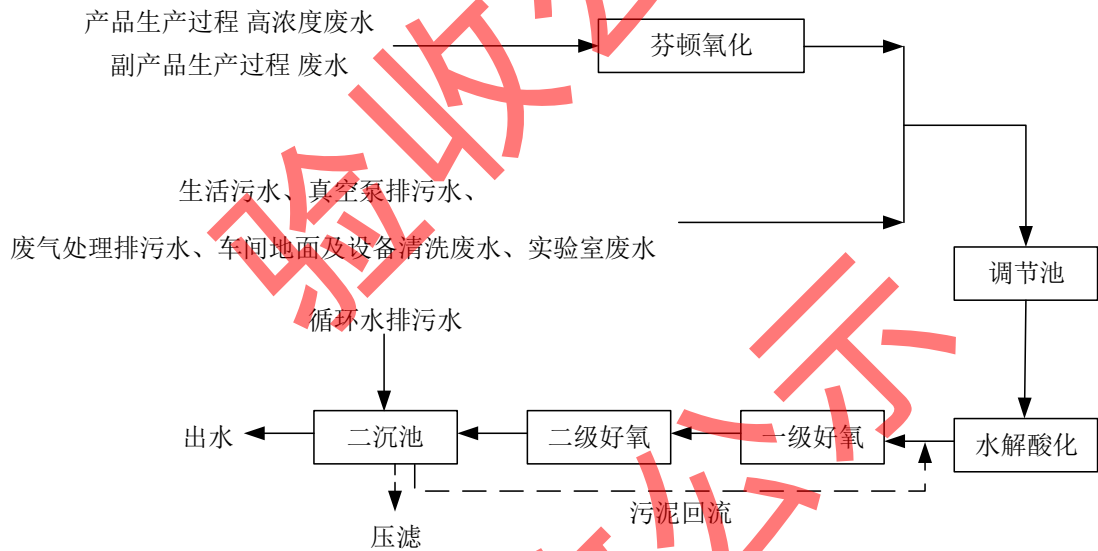 产品生产过程 高浓度废水
副产品生产过程 废水
芬顿氧化
生活污水、真空泵排污水、
废气处理排污水、车间地面及设备清洗废水、实验室废水
调节池
循环水排污水
出水
二沉池
二级好氧
一级好氧
水解酸化
污泥回流
压滤
验收公示